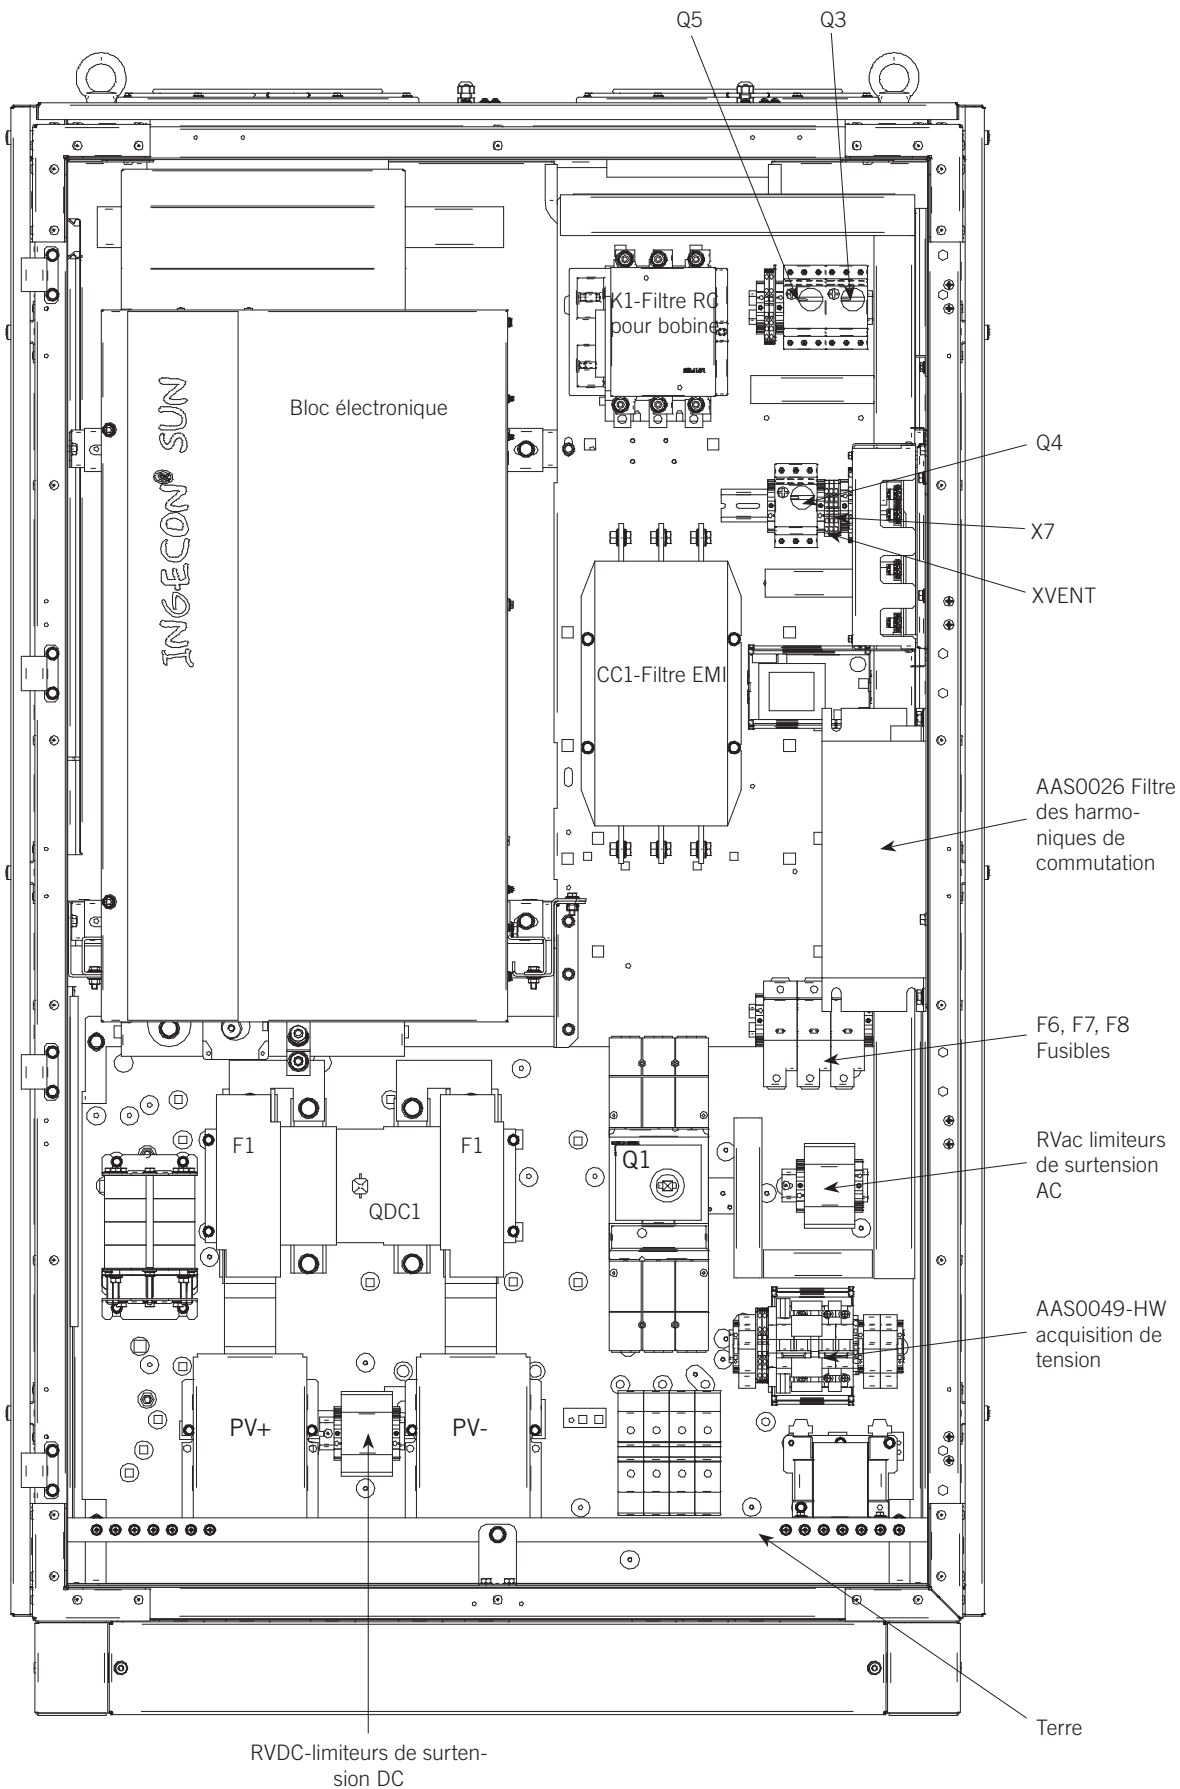 Q5
Q3
K1-Filtre RC
pour bobine
Bloc électronique
INGECON® SUN
Q4
X7
XVENT
CC1-Filtre EMI
AAS0026 Filtre
des harmo-
niques de
commutation
F6, F7, F8
Fusibles
F1
F1
Q1
QDC1
RVac limiteurs
de surtension
AC
AAS0049-HW
acquisition de
tension
PV+
PV-
Terre
RVDC-limiteurs de surten-
sion DC